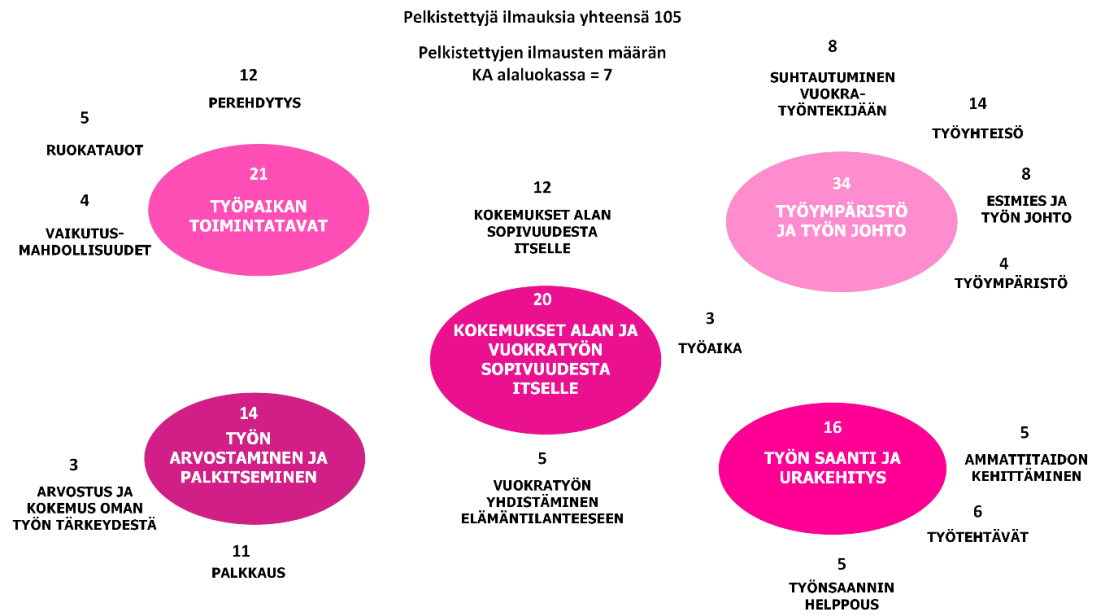 Pelkistettyjä ilmauksia yhteensä 105
Pelkistettyjen ilmausten määrän
KA alaluokassa = 7
12
PEREHDYTYS
5
RUOKATAUOT
4
VAIKUTUS-
MAHDOLLISUUDET
21
TYÖPAIKAN
TOIMINTATAVAT
8
SUHTAUTUMINEN
VUOKRA-
TYÖNTEKIJÄÄN
14
TYÖYHTEISÖ
8
ESIMIES JA
TYÖN JOHTO
4
TYÖYMPÄRISTÖ
34
TYÖYMPÄRISTÖ
JA TYÖN JOHTO
12
KOKEMUKSET ALAN
SOPIVUUDESTA
ITSELLE
20
KOKEMUKSET ALAN JA
VUOKRATYÖN
SOPIVUUDESTA
ITSELLE
3
TYÖAIKA
5
VUOKRATYÖN
YHDISTÄMINEN
ELÄMÄNTILANTEESEEN
14
TYÖN
ARVOSTAMINEN JA
PALKITSEMINEN
3
ARVOSTUS JA
KOKEMUS OMAN
TYÖN TÄRKEYDESTÄ
11
PALKKAUS
16
TYÖN SAANTI JA
URAKEHITYS
5
AMMATTITAIDON
KEHITTÄMINEN
6
TYÖTEHTÄVÄT
5
TYÖNSAANNIN
HELPPOUS